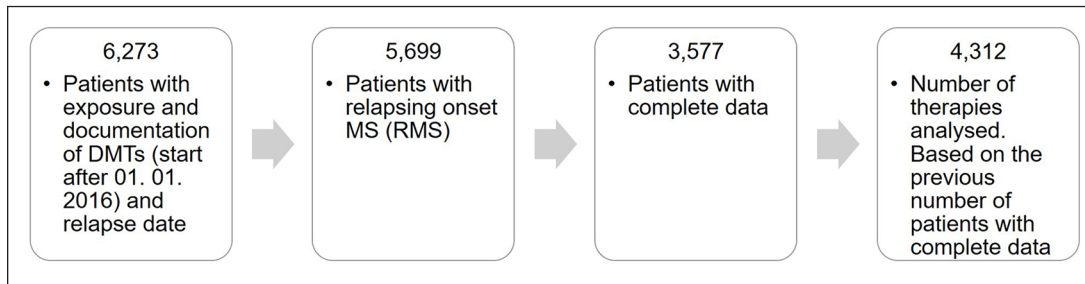 6,273
• Patients with
exposure and
documentation
of DMTs (start
after 01. 01.
2016) and
relapse date
5,699
• Patients with
relapsing onset
MS (RMS)
3,577
• Patients with
complete data
4,312
• Number of
therapies
analysed.
Based on the
previous
number of
patients with
complete data